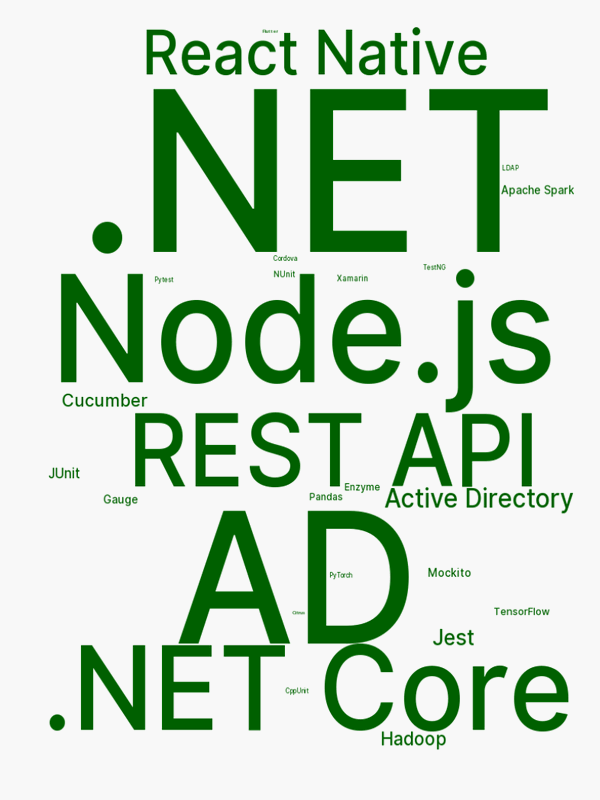 React Native
.NET
LDAP
Apache Spark
Cordova
TestNG
NUnit
Pytest
Xamarin
Node.js
Cucumber
REST API
JUnit
Enzyme
Gauge
Pandas
Active Directory
AD
PyTorch
Mockito
TensorFlow
Jest
.NET Core
CppUnit
Hadoop